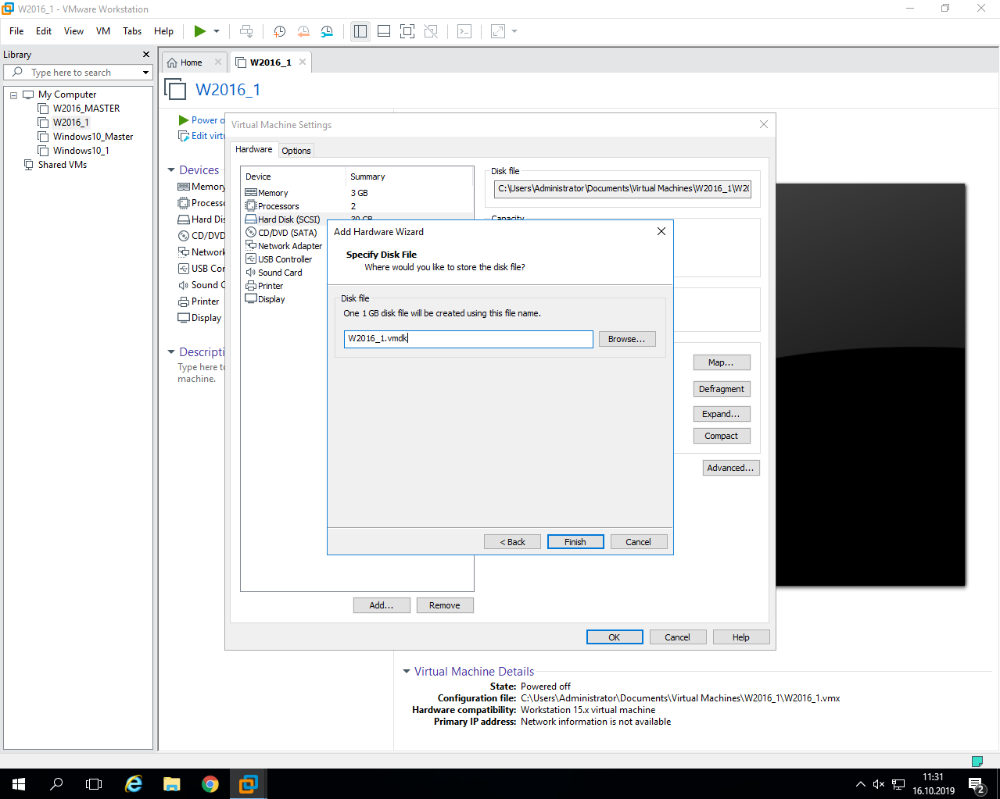 W2016_1 - VMware Workstation
File Edit View VM Tabs Help
Library
Type here to search
My Computer
W2016_MASTER
W2016_1
Windows10_Master
Windows10_1
Shared VMs
Home
W2016_1
W2016_1
Power o
Edit virtu
Devices
Memory
Process
Hard Dis
CD/DVD
Network
USB Con
Sound C
Printer
Display
Descripti
Type here to
machine.
Virtual Machine Settings
Hardware Options
Device Summary
Memory 3 GB
Processors 2
Hard Disk (SCSI) 30 GB
CD/DVD (SATA)
Network Adapter
USB Controller
Sound Card
Printer
Display
Disk file
C:\Users\Administrator\Documents\Virtual Machines\W2016_1\W20
Capacity
Map...
Defragment
Expand...
Compact
Advanced...
Add Hardware Wizard
Specify Disk File
Where would you like to store the disk file?
Disk file
One 1 GB disk file will be created using this file name.
W2016_1.vmdk
Browse...
< Back Finish Cancel
Add... Remove
OK Cancel Help
Virtual Machine Details
State: Powered off
Configuration file: C:\Users\Administrator\Documents\Virtual Machines\W2016_1\W2016_1.vmx
Hardware compatibility: Workstation 15.x virtual machine
Primary IP address: Network information is not available
11:31
16.10.2019
2